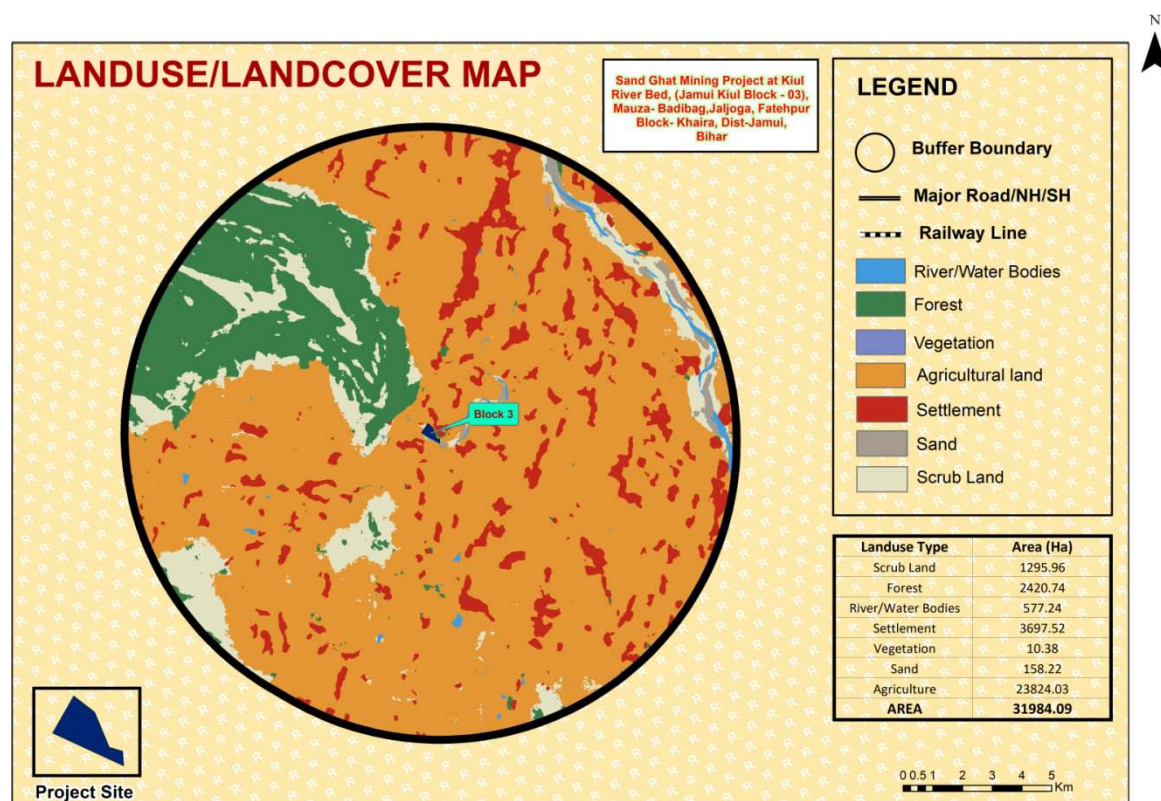 N
LANDUSE/LANDCOVER MAP
Sand Ghat Mining Project at Kiul
River Bed, (Jamui Kiul Block - 03),
Mauza- Badibag,Jaljoga, Fatehpur
Block- Khaira, Dist-Jamui,
Bihar
LEGEND
Buffer Boundary
Major Road/NH/SH
Railway Line
River/Water Bodies
Forest
Vegetation
Agricultural land
Settlement
Sand
Scrub Land
Block 3
Landuse Type Area (Ha)
Scrub Land 1295.96
Forest 2420.74
River/Water Bodies 577.24
Settlement 3697.52
Vegetation 10.38
Sand 158.22
Agriculture 23824.03
AREA 31984.09
Project Site
0 0.5 1 2 3 4 5
Km